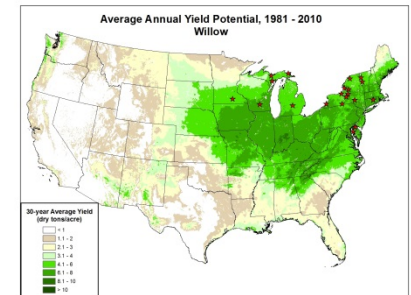 Average Annual Yield Potential, 1981 - 2010
Willow
30-year Average Yield
(dry tons/acre)
< 1
1.1 - 2
2.1 - 3
3.1 - 4
4.1 - 6
6.1 - 8
8.1 - 10
> 10